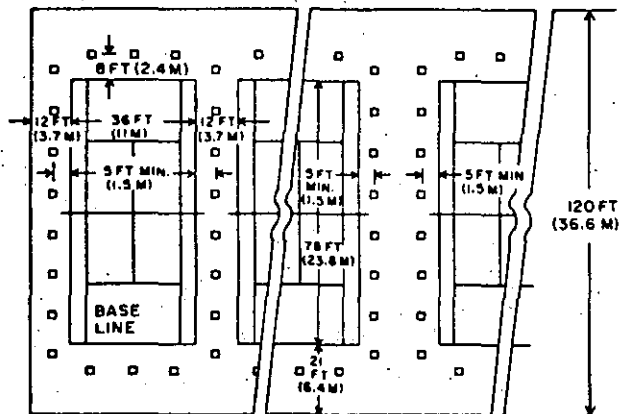 8 FT (2.4 M)
12 FT
(3.7 M)
36 FT
(11 M)
12 FT
(3.7 M)
5 FT MIN.
(1.5 M)
5 FT
MIN.
(1.5 M)
5 FT MIN
(1.5 M)
120 FT
(36.6 M)
78 FT
(23.8 M)
BASE
LINE
21
FT
(6.4 M)